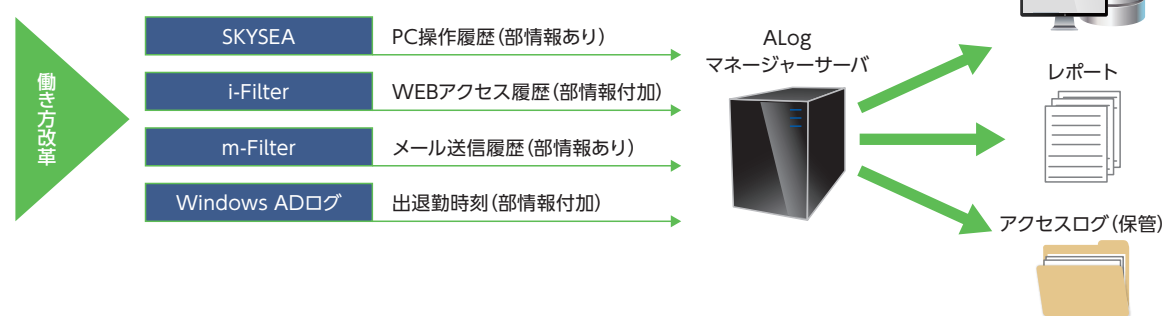 働き方改革
SKYSEA
PC操作履歴(部情報あり)
i-Filter
WEBアクセス履歴(部情報付加)
m-Filter
メール送信履歴(部情報あり)
Windows ADログ
出退勤時刻(部情報付加)
ALog
マネージャーサーバ
レポート
アクセスログ(保管)